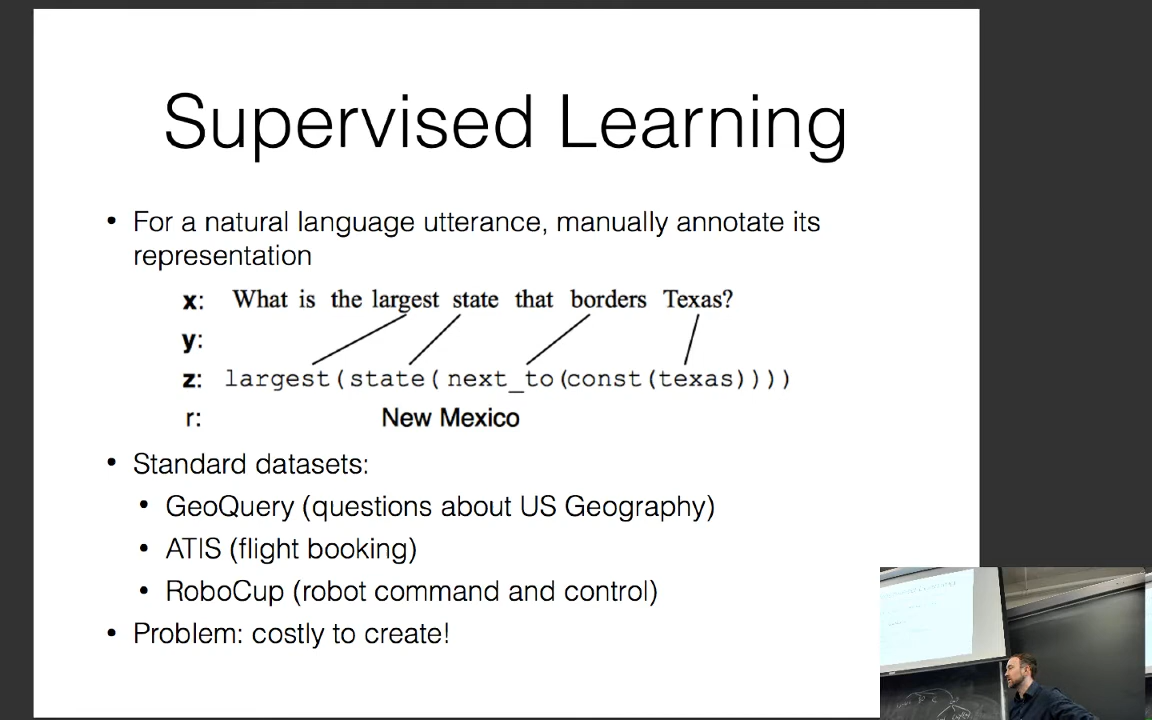 Supervised Learning
• For a natural language utterance, manually annotate its
representation
x: What is the largest state that borders Texas?
y:
z: largest(state( next_to(const(texas))))
r: New Mexico
• Standard datasets:
• GeoQuery (questions about US Geography)
• ATIS (flight booking)
• RoboCup (robot command and control)
• Problem: costly to create!